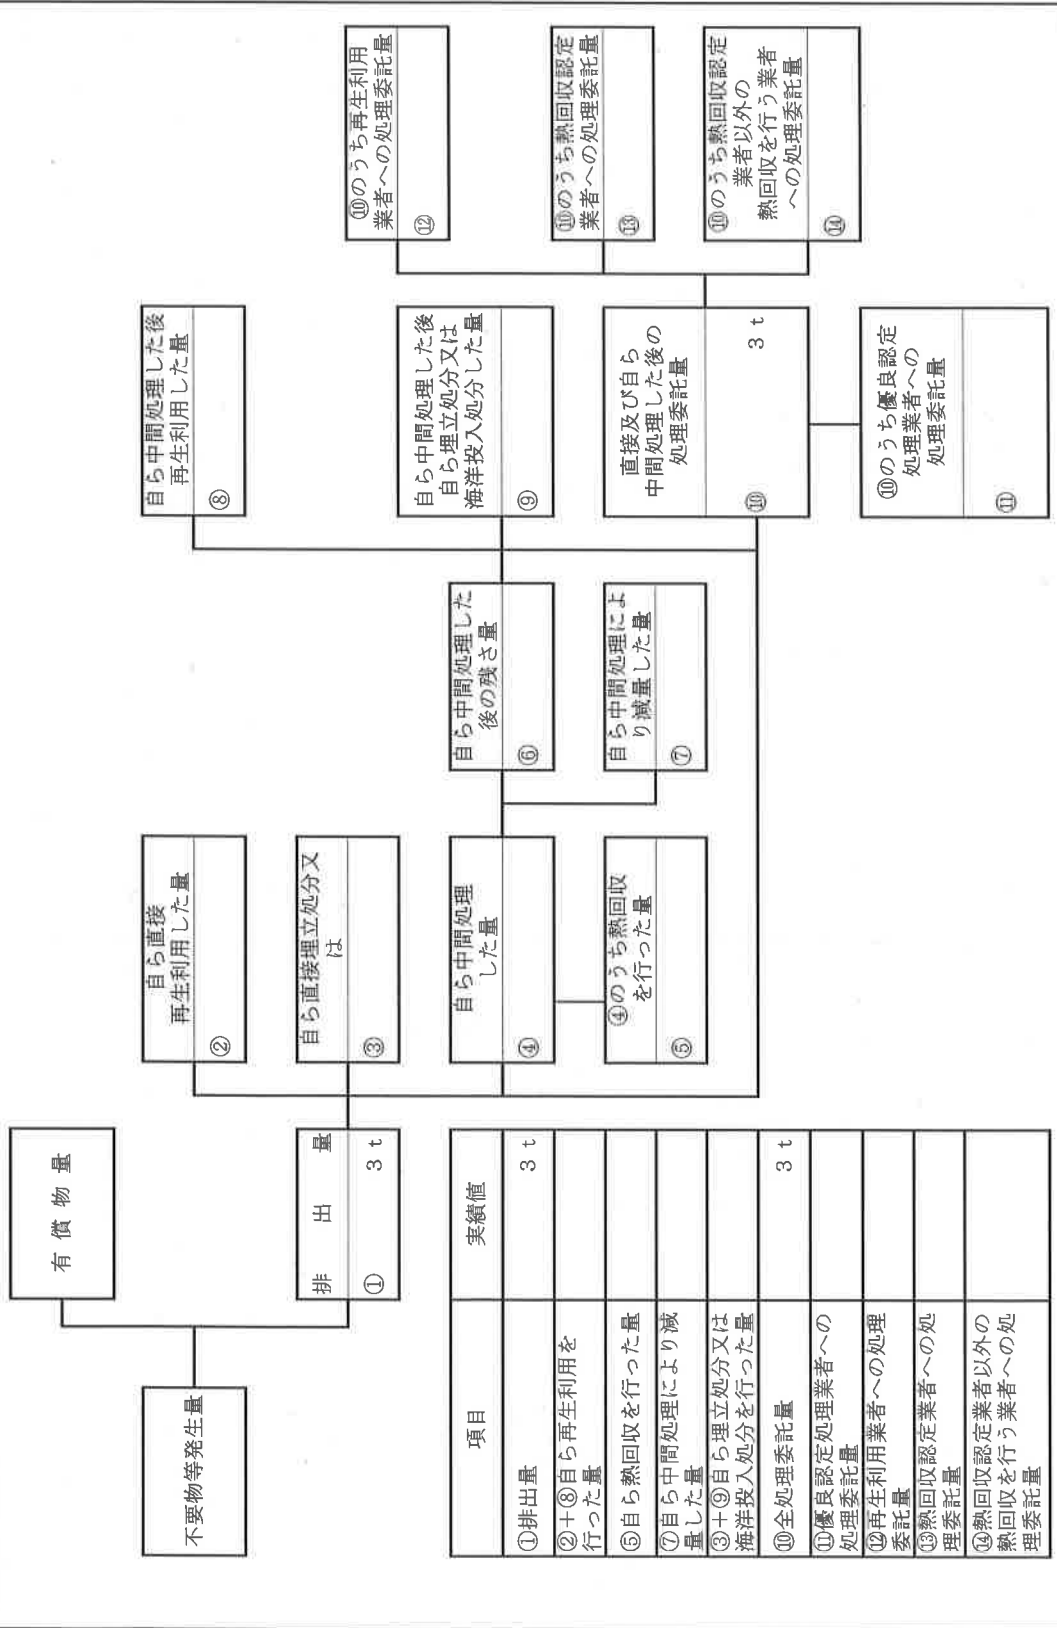 有償物量
不要物等発生量
排出量
① 3 t
自ら直接
再生利用した量
②
自ら直接埋立処分又
は
③
自ら中間処理
した量
④
④のうち熱回収
を行った量
⑤
自ら中間処理した
後の残さ量
⑥
自ら中間処理によ
り減量した量
⑦
自ら中間処理した後
再生利用した量
⑧
自ら中間処理した後
自ら埋立処分又は
海洋投入処分した量
⑨
直接及び自ら
中間処理した後の
処理委託量
⑩ 3 t
⑩のうち優良認定
処理業者への
処理委託量
⑪
⑩のうち再生利用
業者への処理委託量
⑫
⑩のうち熱回収認定
業者への処理委託量
⑬
⑩のうち熱回収認定
業者以外の
熱回収を行う業者
への処理委託量
⑭
項目 実績値
①排出量 3 t
②＋⑧自ら再生利用を
行った量
⑤自ら熱回収を行った量
⑦自ら中間処理により減
量した量
③＋⑨自ら埋立処分又は
海洋投入処分を行った量
⑩全処理委託量 3 t
⑪優良認定処理業者への
処理委託量
⑫再生利用業者への処理
委託量
⑬熱回収認定業者への処
理委託量
⑭熱回収認定業者以外の
熱回収を行う業者への処
理委託量